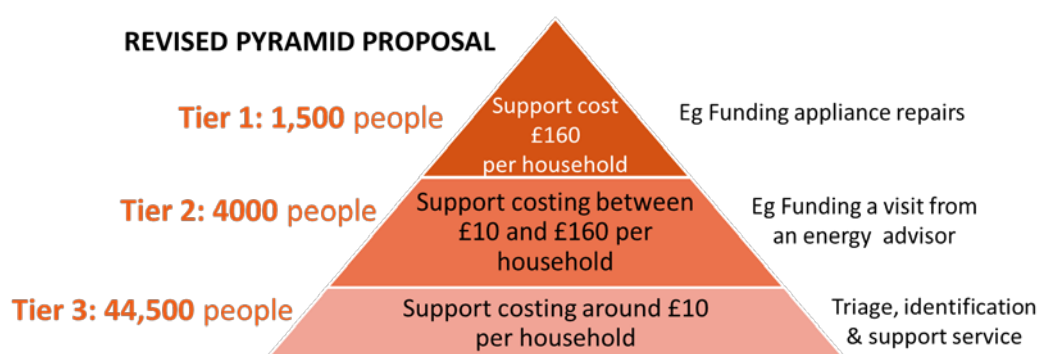 REVISED PYRAMID PROPOSAL
Tier 1: 1,500 people
Support cost
£160
per household
Eg Funding appliance repairs
Tier 2: 4000 people
Support costing between
£10 and £160 per
household
Eg Funding a visit from
an energy advisor
Tier 3: 44,500 people
Support costing around £10
per household
Triage, identification
& support service